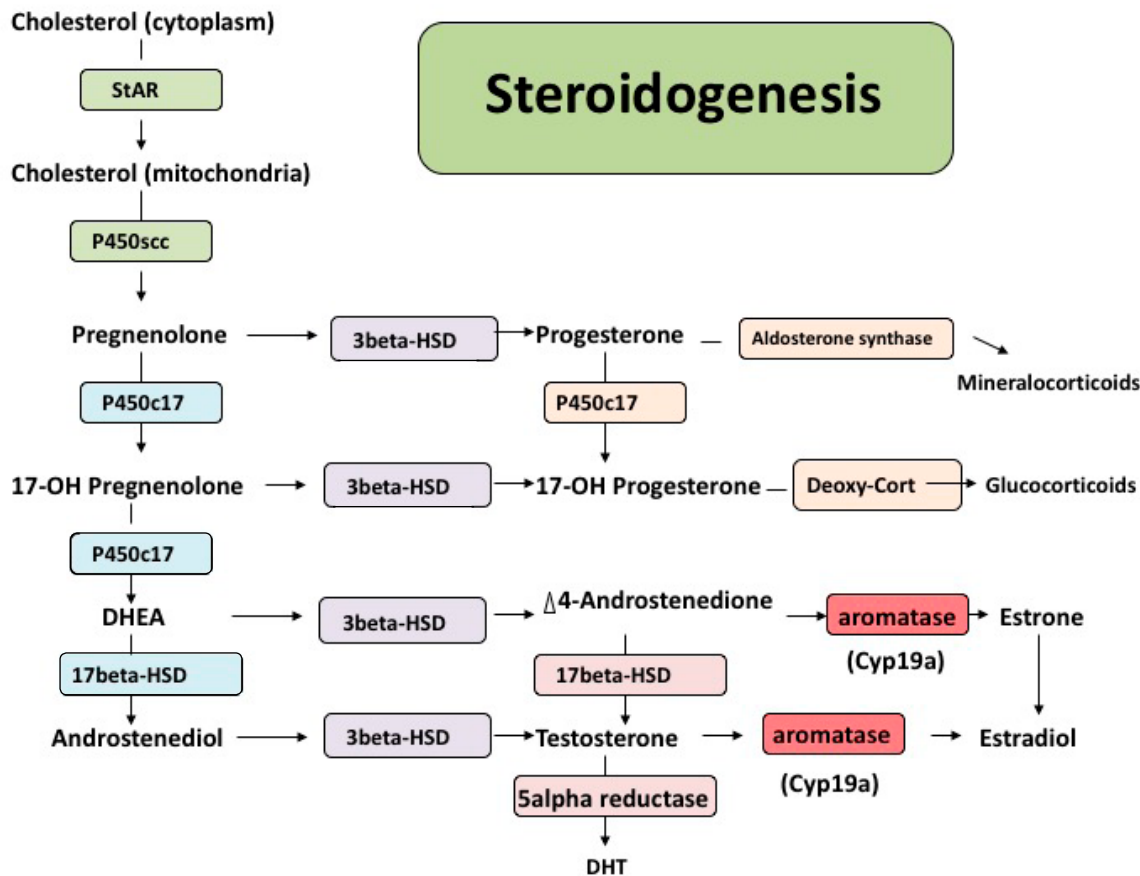 Cholesterol (cytoplasm)
Steroidogenesis
StAR
Cholesterol (mitochondria)
P450scc
Pregnenolone
3beta-HSD
Progesterone
Aldosterone synthase
Mineralocorticoids
P450c17
P450c17
17-OH Pregnenolone
3beta-HSD
17-OH Progesterone
Deoxy-Cort
Glucocorticoids
P450c17
DHEA
3beta-HSD
Δ4-Androstenedione
aromatase
Estrone
(Cyp19a)
17beta-HSD
17beta-HSD
Androstenediol
3beta-HSD
Testosterone
aromatase
Estradiol
(Cyp19a)
5alpha reductase
DHT